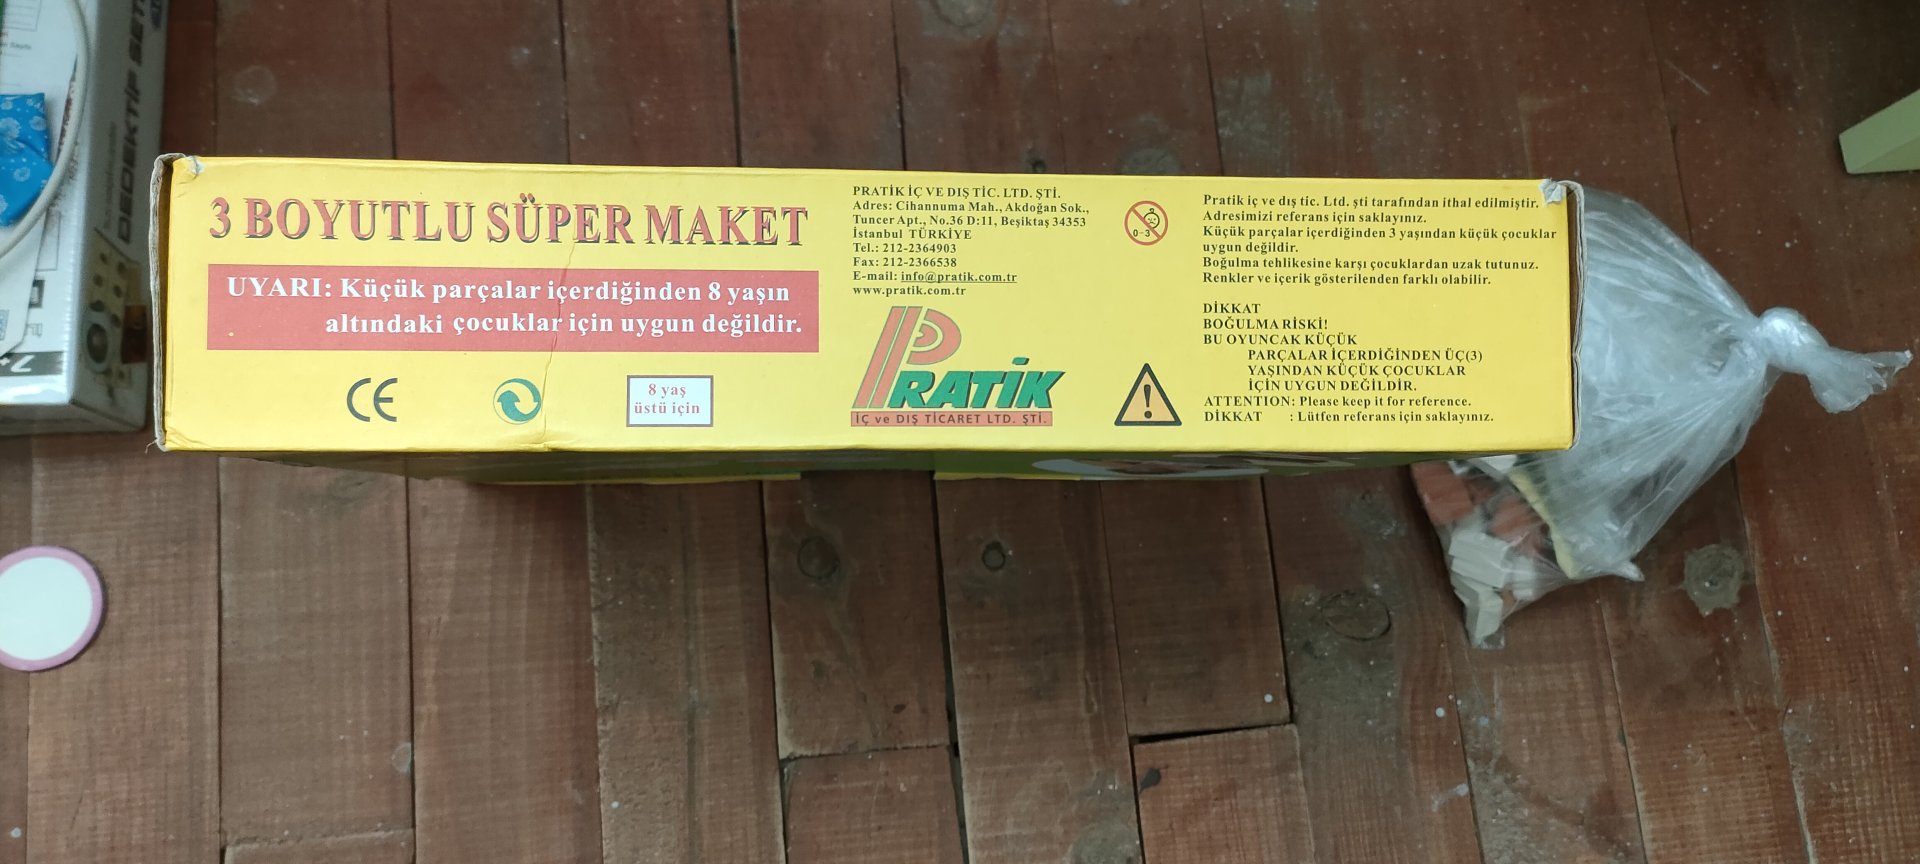 3 BOYUTLU SÜPER MAKET
UYARI: Küçük parçalar içerdiğinden 8 yaşın
altındaki çocuklar için uygun değildir.
CE
8 yaş
üstü için
PRATİK İÇ VE DIŞ TİC. LTD. ŞTİ.
Adres: Cihannuma Mah., Akdoğan Sok.,
Tuncer Apt., No.36 D:11, Beşiktaş 34353
İstanbul TÜRKİYE
Tel.: 212-2364903
Fax: 212-2366538
E-mail: info@pratik.com.tr
www.pratik.com.tr
PRATİK
İÇ ve DIŞ TİCARET LTD. ŞTİ.
0-3
Pratik iç ve dış tic. Ltd. şti tarafından ithal edilmiştir.
Adresimizi referans için saklayınız.
Küçük parçalar içerdiğinden 3 yaşından küçük çocuklar
uygun değildir.
Boğulma tehlikesine karşı çocuklardan uzak tutunuz.
Renkler ve içerik gösterilenden farklı olabilir.
DİKKAT
BOĞULMA RİSKİ!
BU OYUNCAK KÜÇÜK
PARÇALAR İÇERDİĞİNDEN ÜÇ(3)
YAŞINDAN KÜÇÜK ÇOCUKLAR
İÇİN UYGUN DEĞİLDİR.
ATTENTION: Please keep it for reference.
DİKKAT : Lütfen referans için saklayınız.
DEDEKTİF SETİ
7+